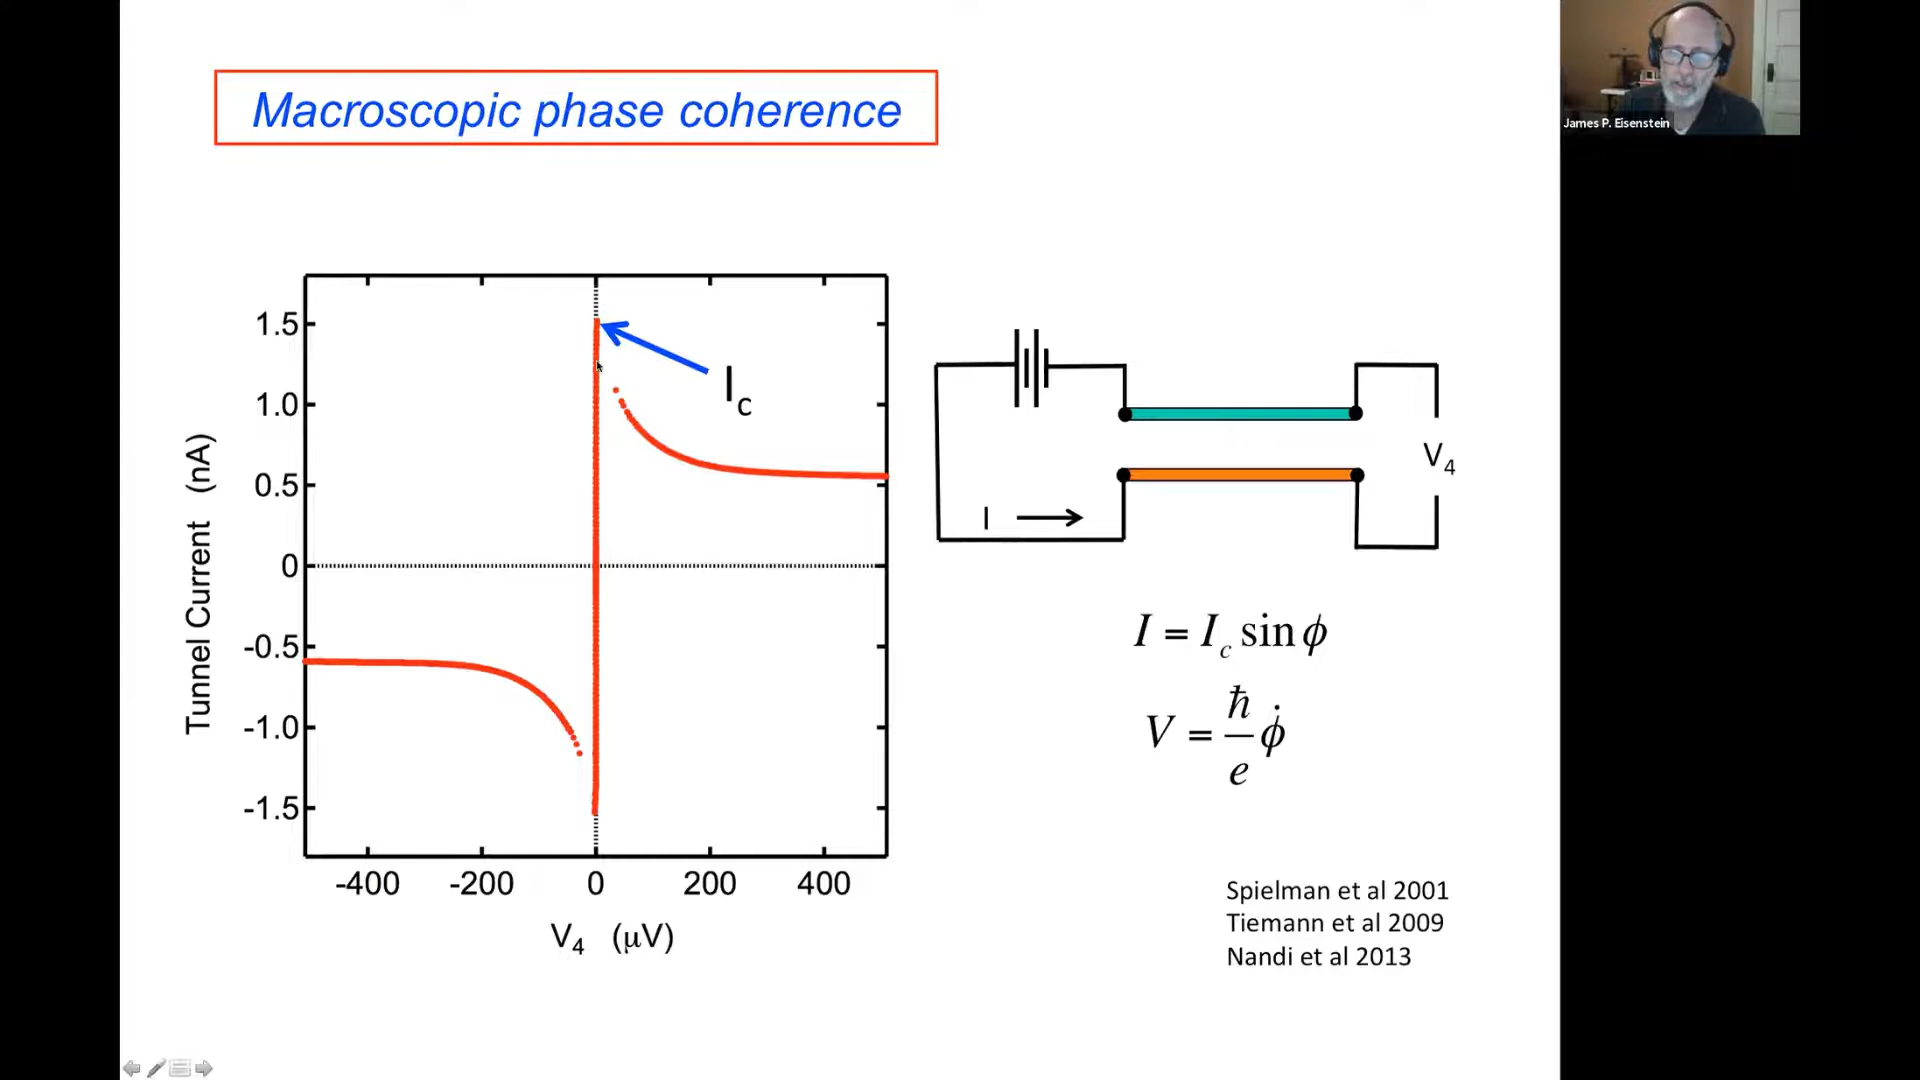 Macroscopic phase coherence
James P. Eisenstein
Tunnel Current (nA)
1.5
1.0
0.5
0
-0.5
-1.0
-1.5
-400 -200 0 200 400
V4 (μV)
Ic
I
V4
I = Ic sin ϕ
V = ħ/e ϕ̇
Spielman et al 2001
Tiemann et al 2009
Nandi et al 2013